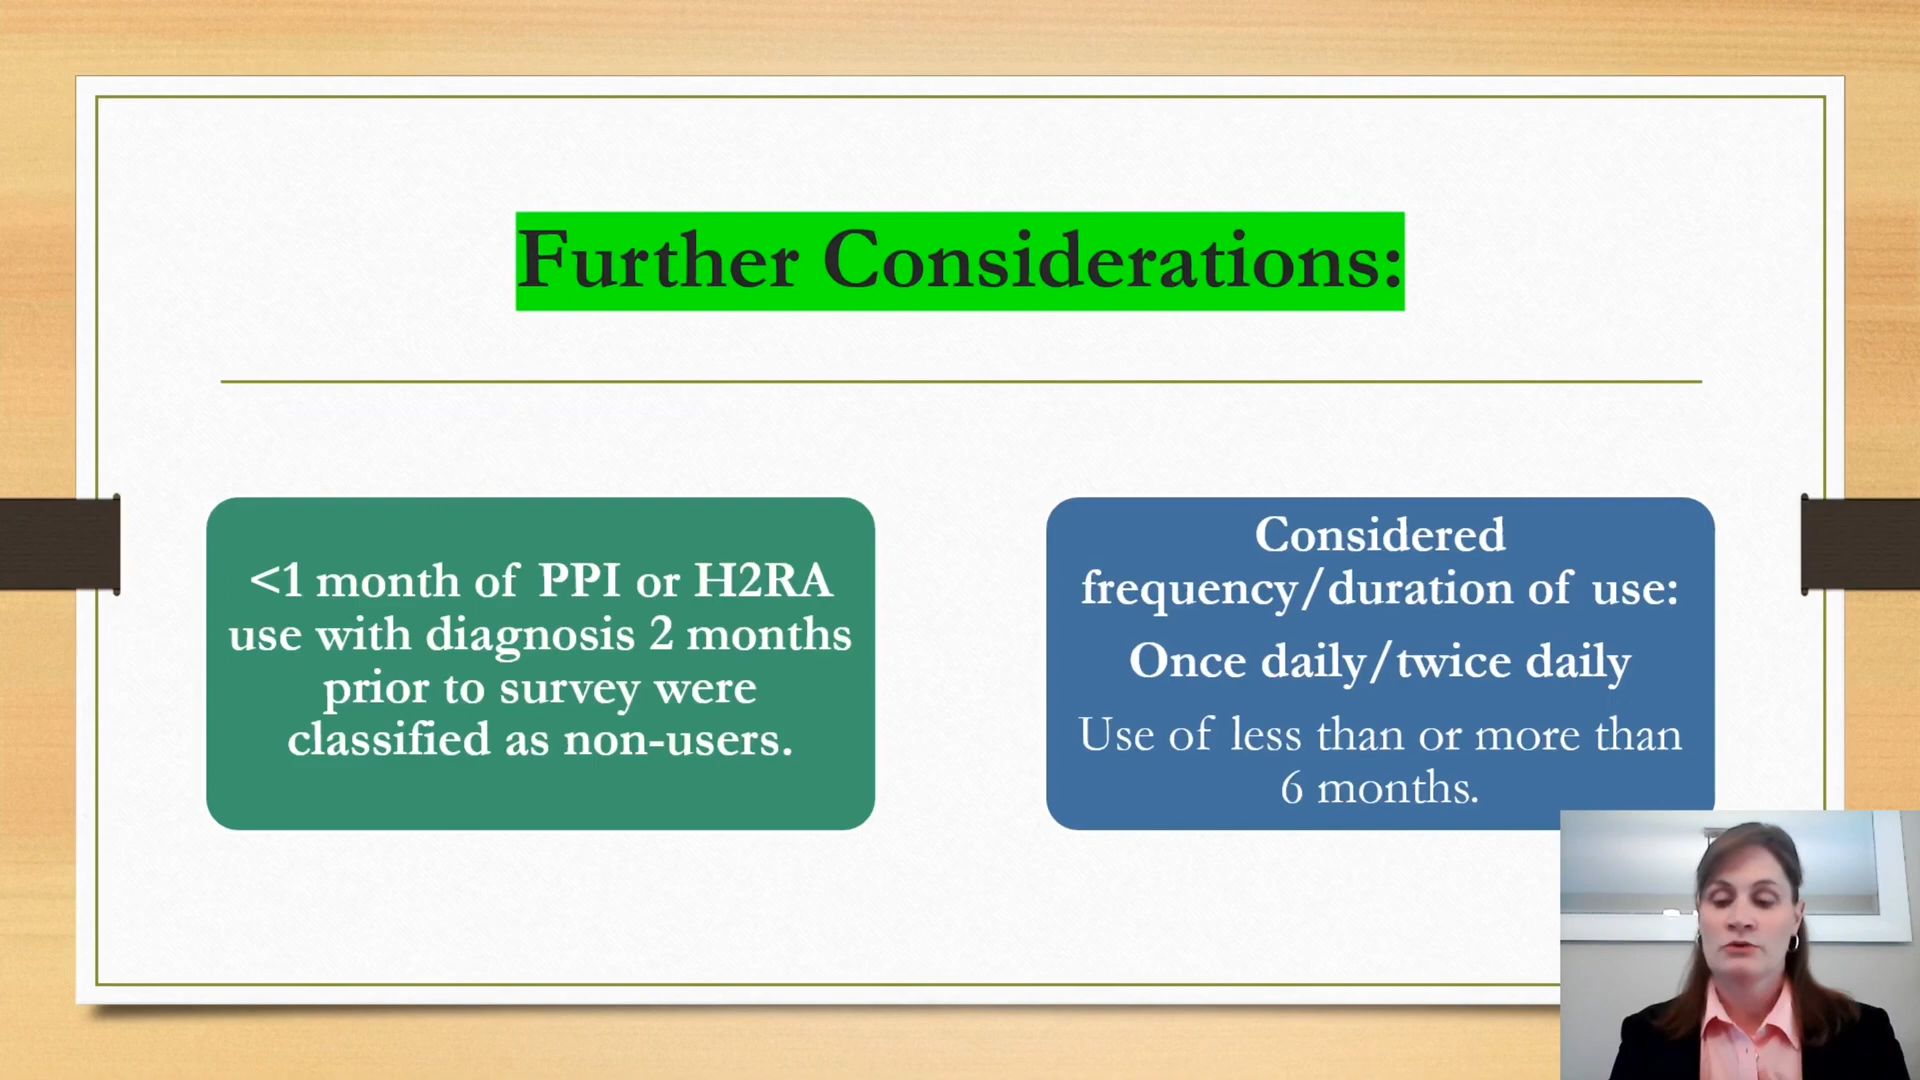 Further Considerations:
<1 month of PPI or H2RA
use with diagnosis 2 months
prior to survey were
classified as non-users.
Considered
frequency/duration of use:
Once daily/twice daily
Use of less than or more than
6 months.